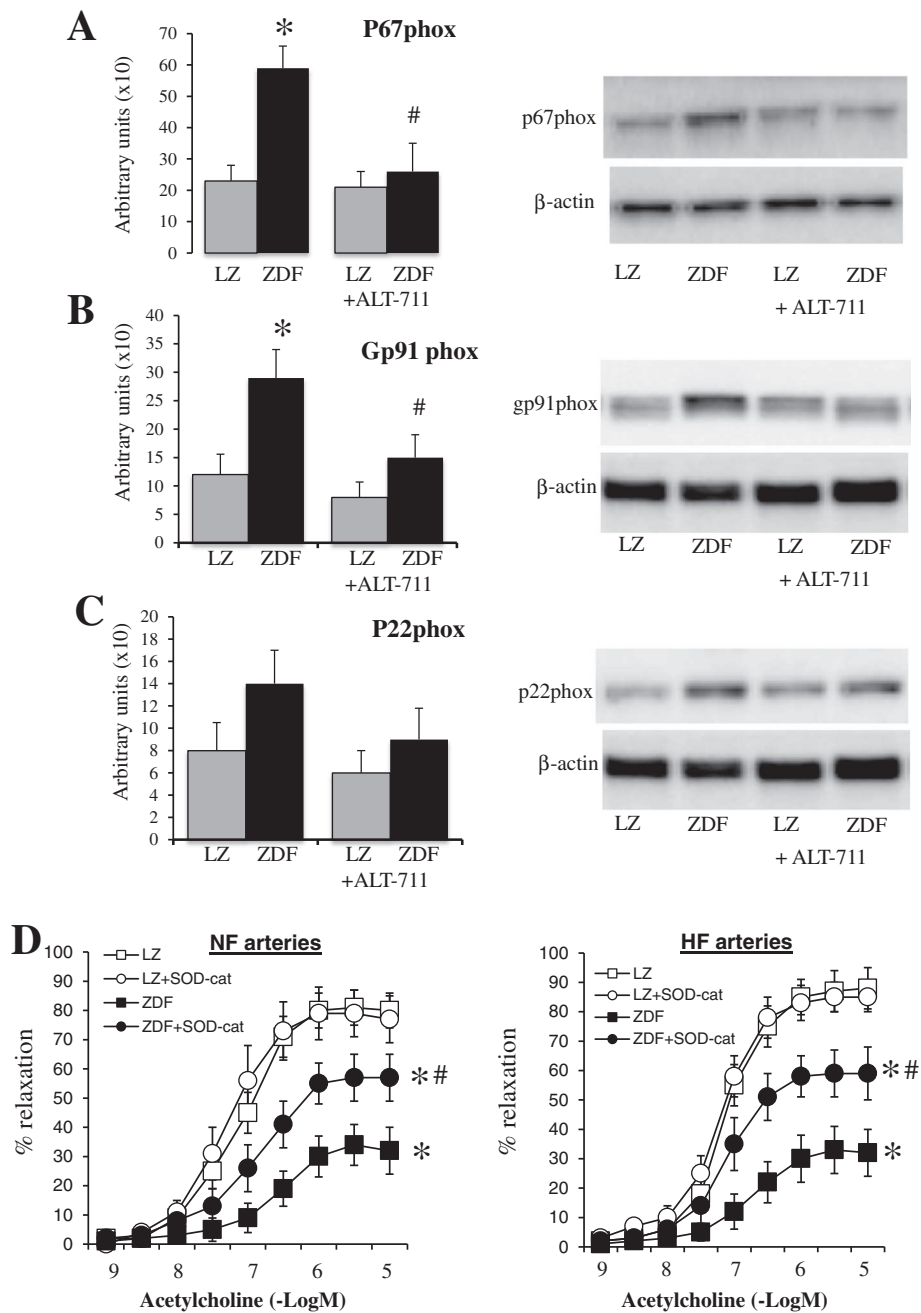 A
P67phox
Arbitrary units (x10)
70
60
50
40
30
20
10
0
*
#
LZ ZDF LZ ZDF
+ALT-711
p67phox
β-actin
LZ ZDF LZ ZDF
+ ALT-711
B
Gp91 phox
Arbitrary units (x10)
40
35
30
25
20
15
10
5
0
*
#
LZ ZDF LZ ZDF
+ALT-711
gp91phox
β-actin
LZ ZDF LZ ZDF
+ ALT-711
C
P22phox
Arbitrary units (x10)
20
18
16
14
12
10
8
6
4
2
0
LZ ZDF LZ ZDF
+ALT-711
p22phox
β-actin
LZ ZDF LZ ZDF
+ ALT-711
D
NF arteries
% relaxation
100
90
80
70
60
50
40
30
20
10
0
LZ
LZ+SOD-cat
ZDF
ZDF+SOD-cat
*#
*
9 8 7 6 5
Acetylcholine (-LogM)
HF arteries
% relaxation
100
90
80
70
60
50
40
30
20
10
0
LZ
LZ+SOD-cat
ZDF
ZDF+SOD-cat
*#
*
9 8 7 6 5
Acetylcholine (-LogM)